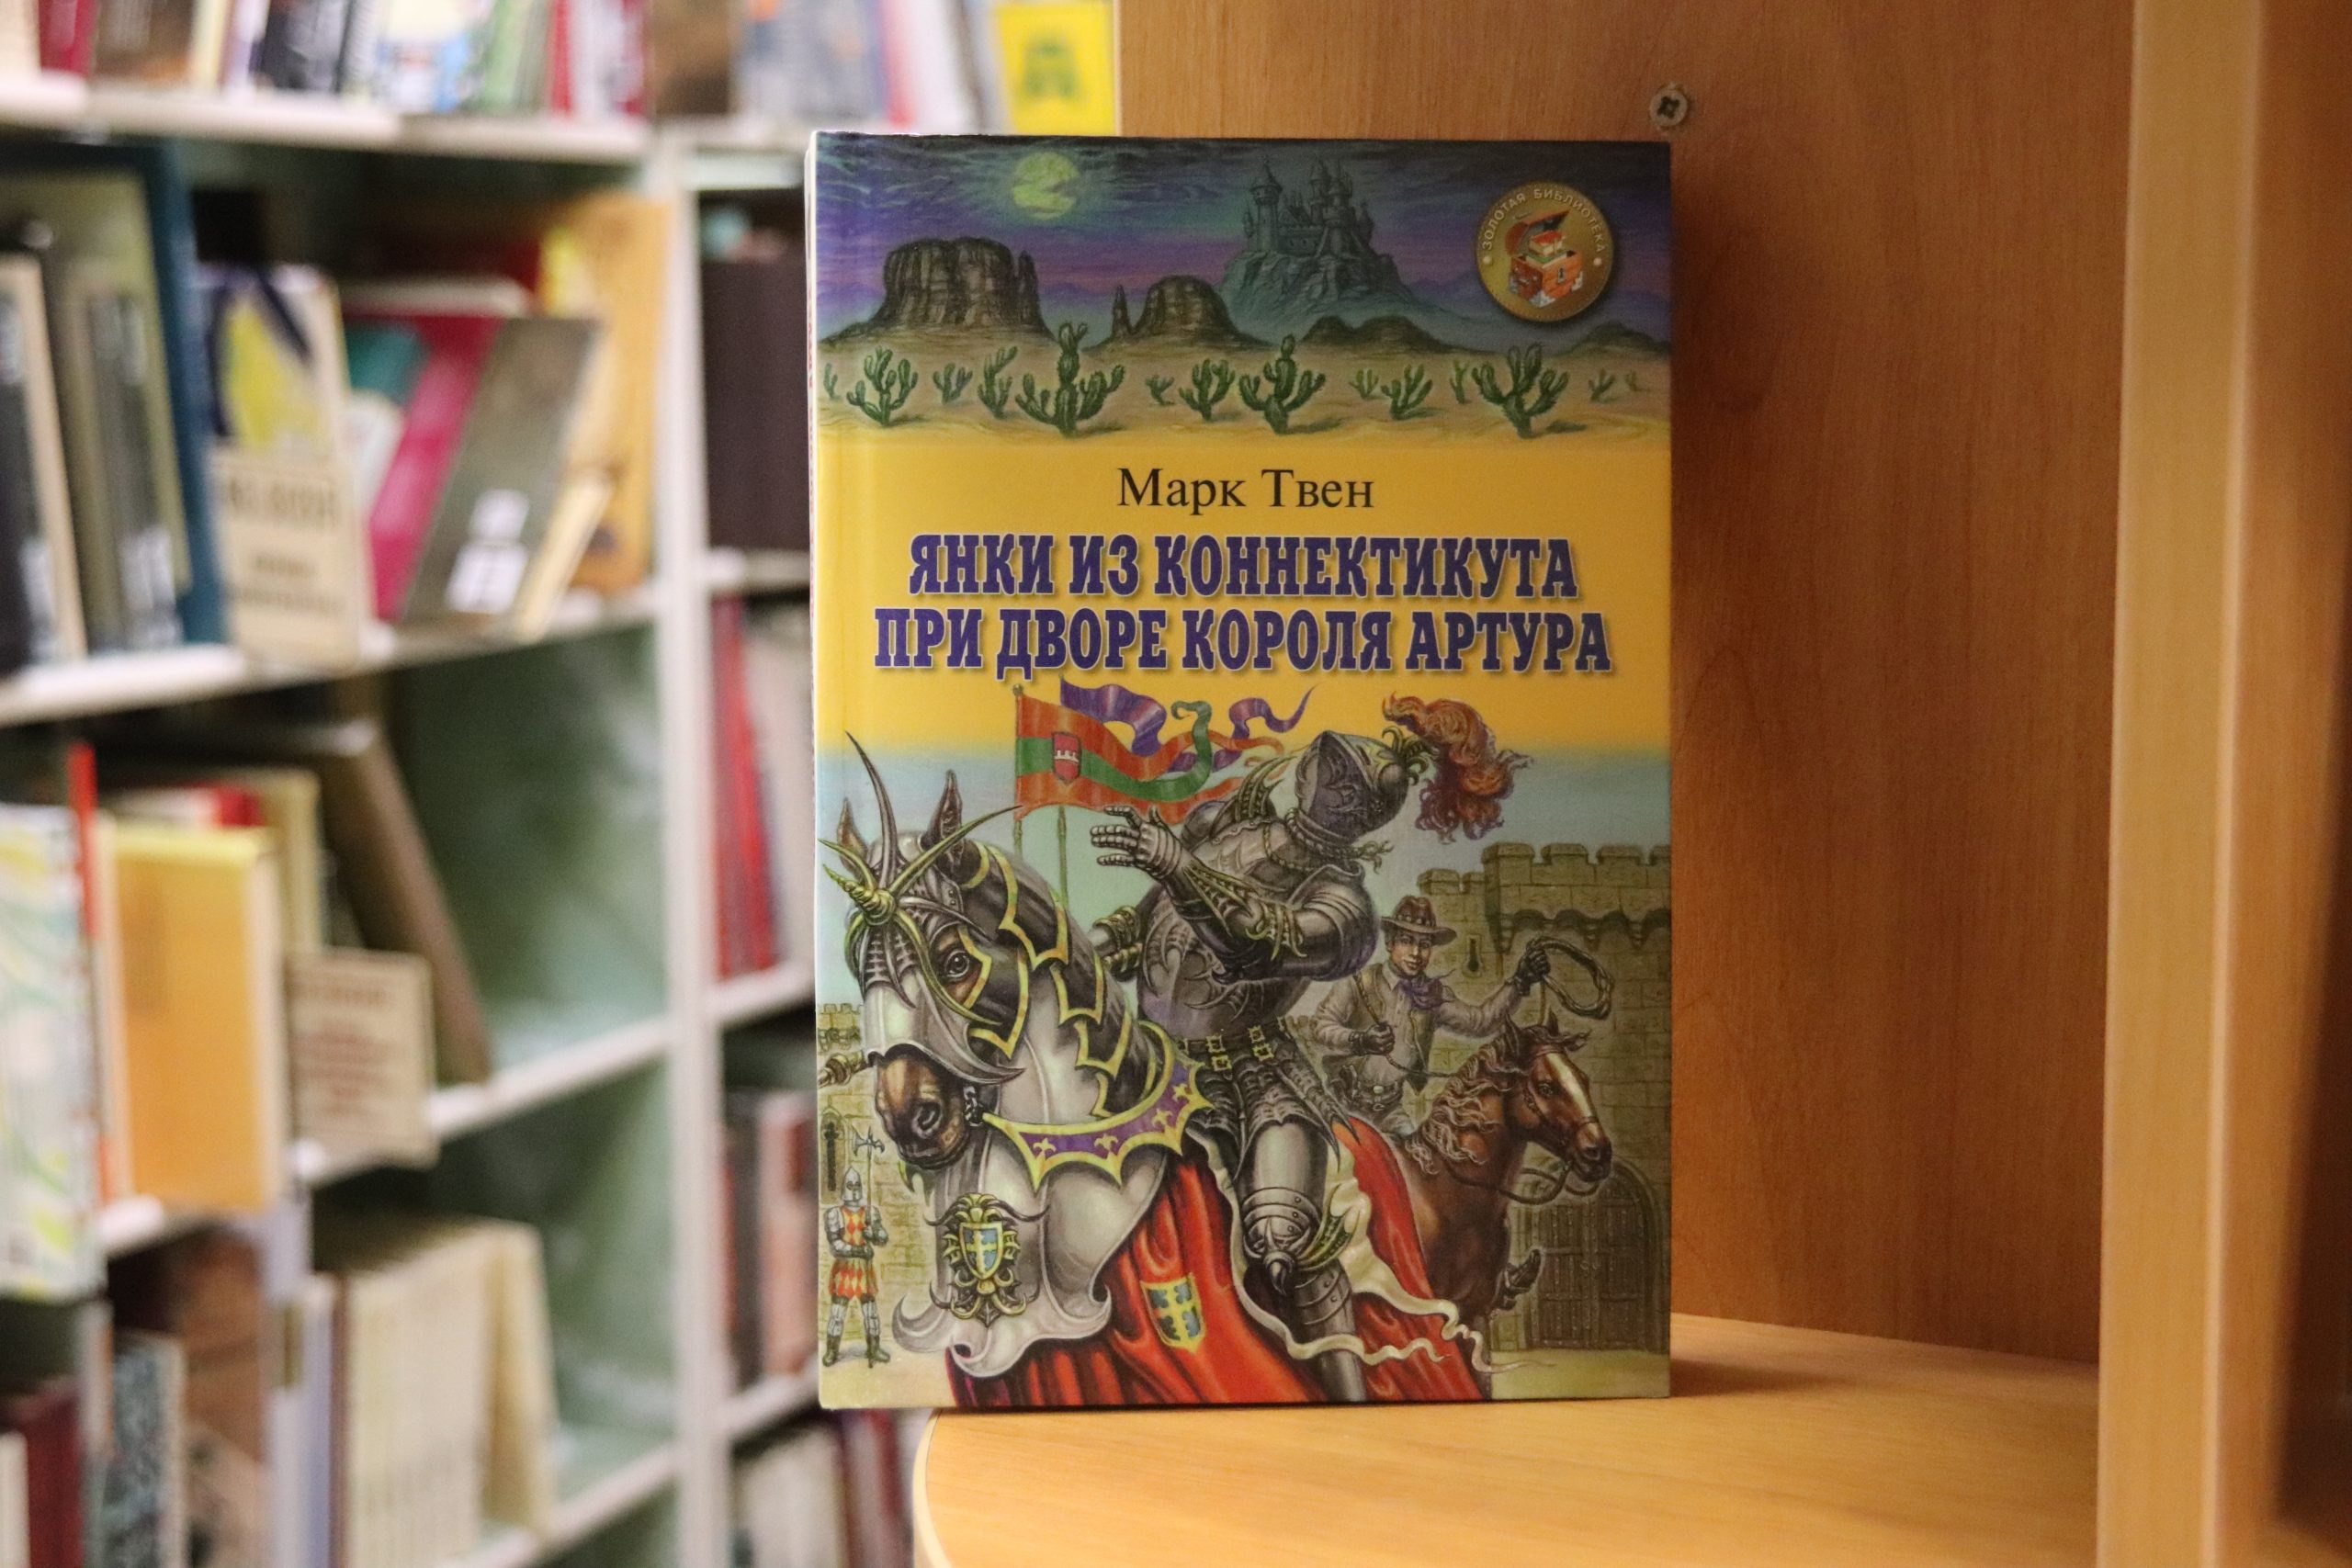 ЗОЛОТАЯ БИБЛИОТЕКА
Марк Твен
ЯНКИ ИЗ КОННЕКТИКУТА
ПРИ ДВОРЕ КОРОЛЯ АРТУРА